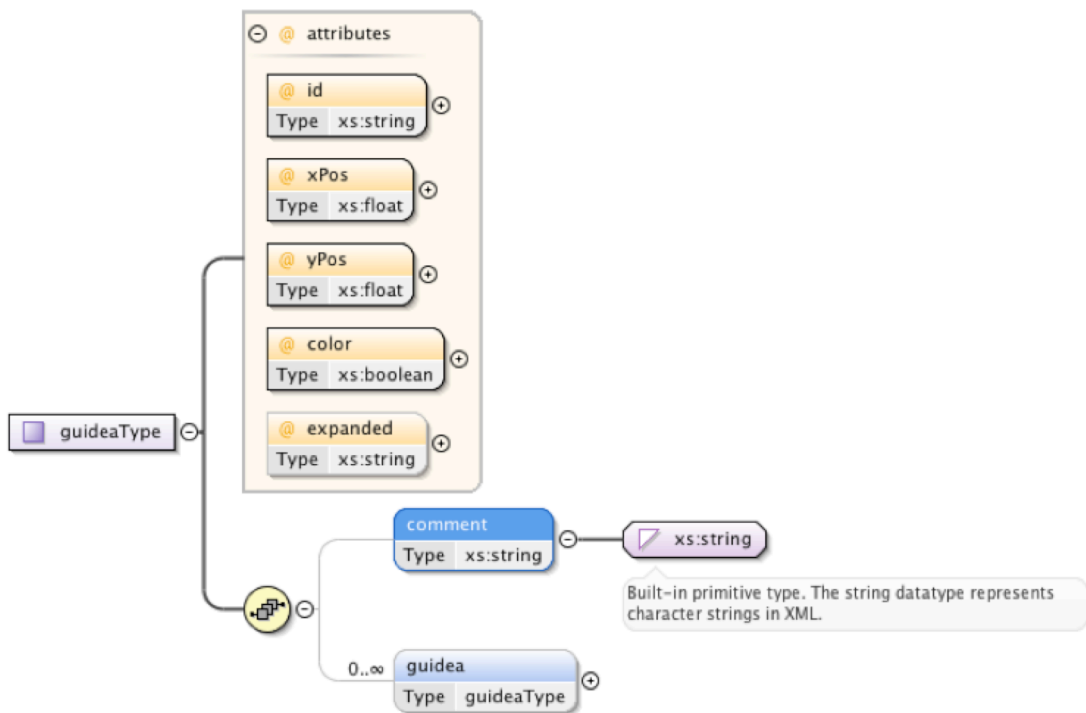 @ attributes
@ id
Type xs:string
@ xPos
Type xs:float
@ yPos
Type xs:float
@ color
Type xs:boolean
guideaType
@ expanded
Type xs:string
comment
Type xs:string
xs:string
Built-in primitive type. The string datatype represents
character strings in XML.
0..∞
guidea
Type guideaType